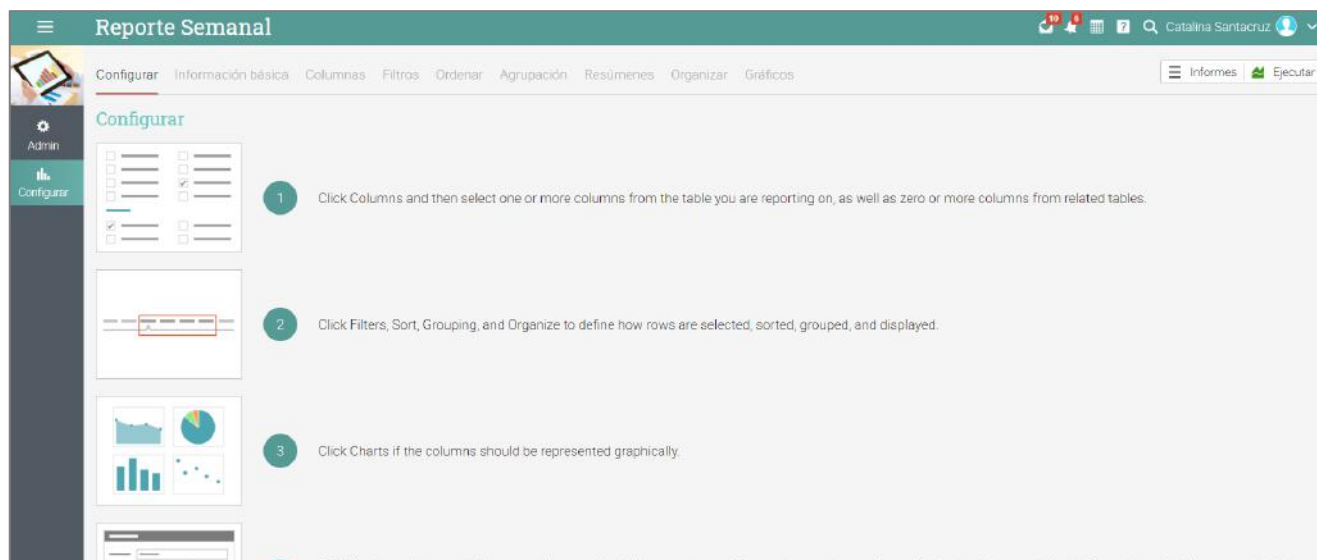 Reporte Semanal
10
6
Catalina Santacruz
Configurar Información básica Columnas Filtros Ordenar Agrupación Resúmenes Organizar Gráficos
Informes Ejecutar
Admin
Configurar
Configurar
1 Click Columns and then select one or more columns from the table you are reporting on, as well as zero or more columns from related tables.
2 Click Filters, Sort, Grouping, and Organize to define how rows are selected, sorted, grouped, and displayed.
3 Click Charts if the columns should be represented graphically.